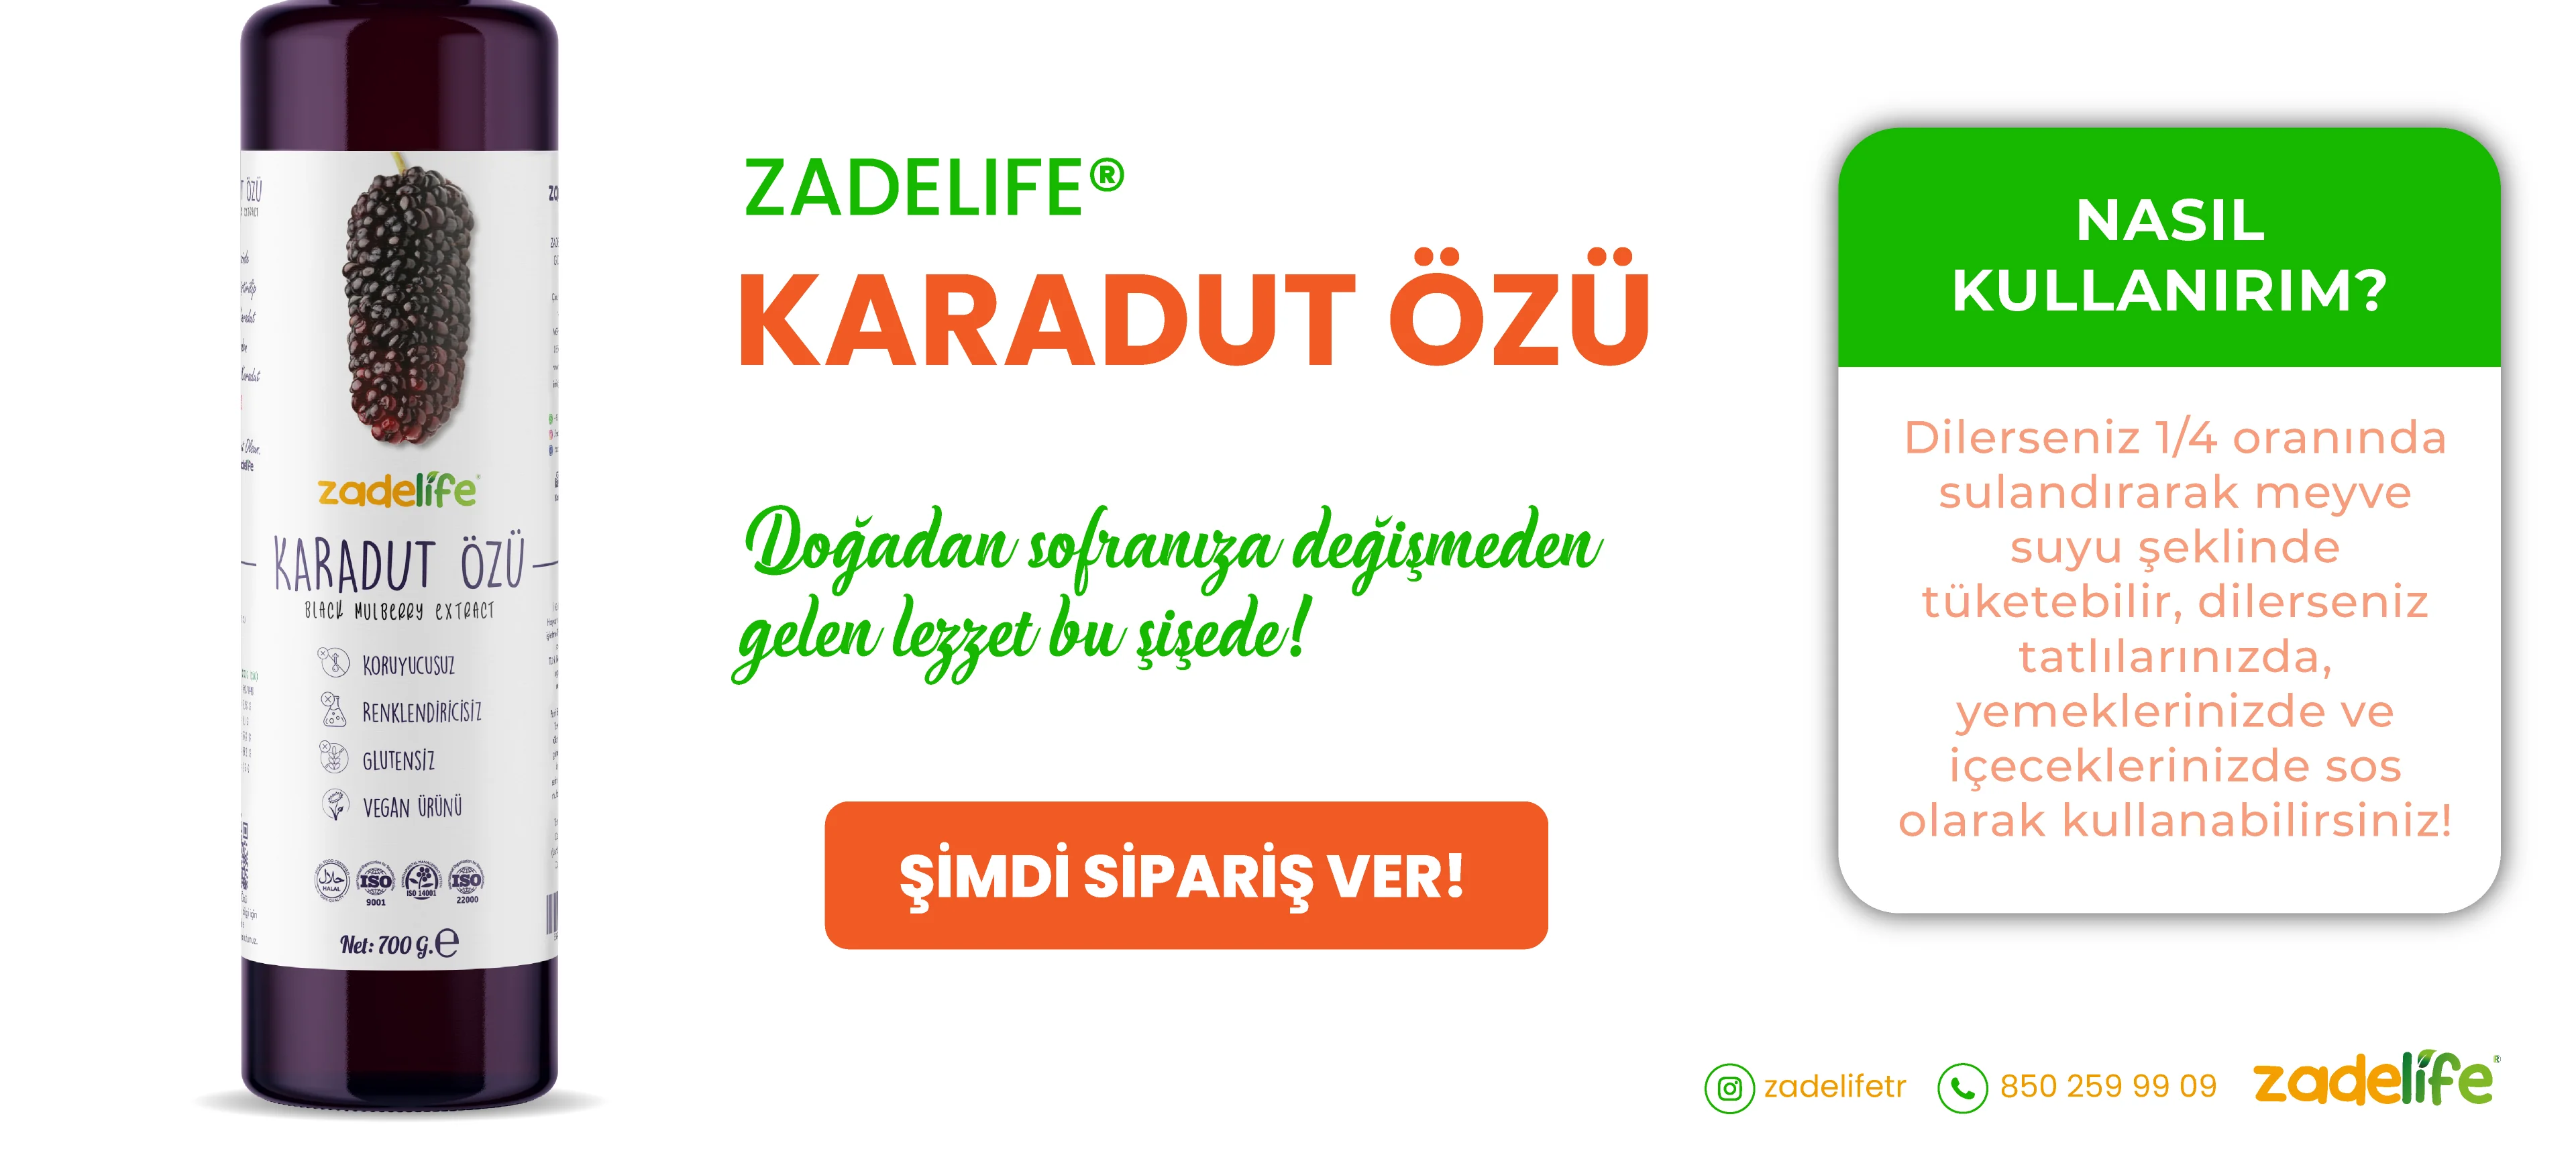 zadelife
KARADUT ÖZÜ
BLACK MULBERRY EXTRACT
KORUYUCUSUZ
RENKLENDİRİCİSİZ
GLUTENSİZ
VEGAN ÜRÜNÜ
HALAL
ISO
9001
ISO 14001
ISO
22000
Net: 700 G.℮
ZADELIFE®
KARADUT ÖZÜ
Doğadan sofranıza değişmeden
gelen lezzet bu şişede!
ŞİMDİ SİPARİŞ VER!
NASIL
KULLANIRIM?
Dilerseniz 1/4 oranında
sulandırarak meyve
suyu şeklinde
tüketebilir, dilerseniz
tatlılarınızda,
yemeklerinizde ve
içeceklerinizde sos
olarak kullanabilirsiniz!
zadelifetr
850 259 99 09
zadelife®